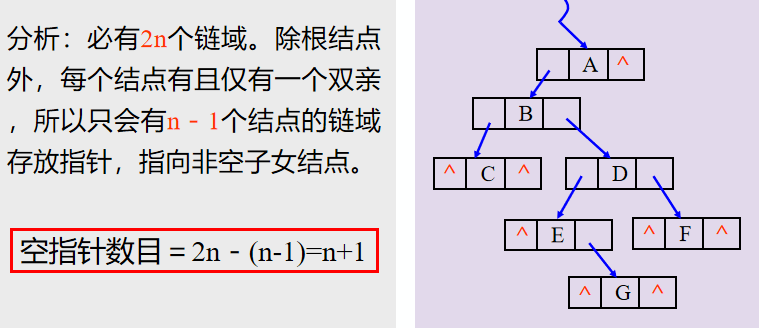 分析：必有2n个链域。除根结点
外，每个结点有且仅有一个双亲
，所以只会有n－1个结点的链域
存放指针，指向非空子女结点。
空指针数目＝2n－(n-1)=n+1
A ^
B
^ C ^
D
^ E
^ F ^
^ G ^